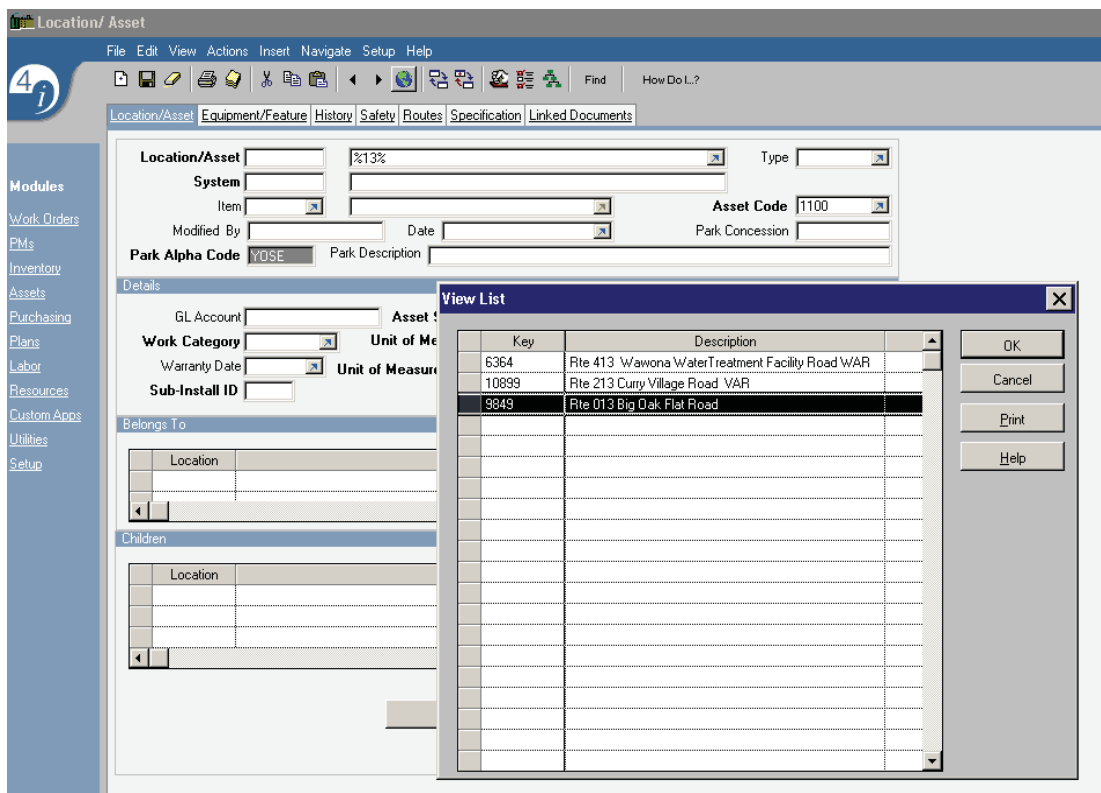 Location/ Asset
File Edit View Actions Insert Navigate Setup Help
4i
Find How Do I...?
Location/Asset Equipment/Feature History Safety Routes Specification Linked Documents
Modules
Work Orders
PMs
Inventory
Assets
Purchasing
Plans
Labor
Resources
Custom Apps
Utilities
Setup
Location/Asset %13% Type
System
Item Asset Code 1100
Modified By Date Park Concession
Park Alpha Code YOSE Park Description
Details
GL Account Asset
Work Category Unit of Me
Warranty Date Unit of Measure
Sub-Install ID
Belongs To
Location
Children
Location
View List
Key Description
6364 Rte 413 Wawona WaterTreatment Facility Road WAR
10899 Rte 213 Curry Village Road VAR
9849 Rte 013 Big Oak Flat Road
OK
Cancel
Print
Help